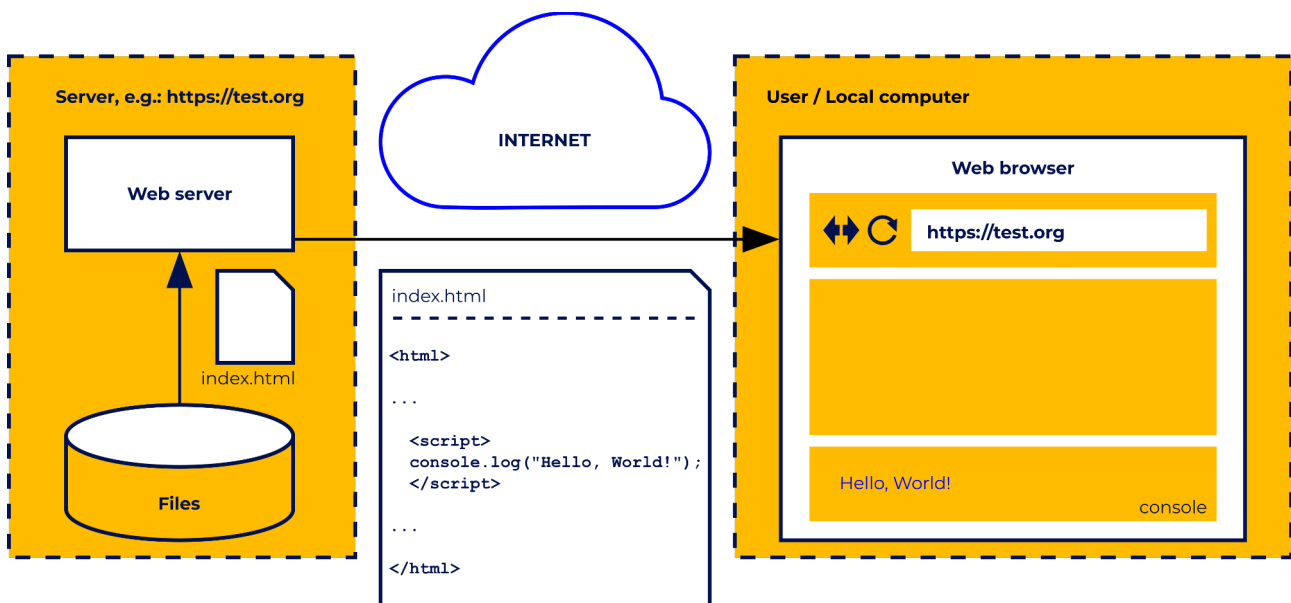 Server, e.g.: https://test.org
Web server
index.html
Files
INTERNET
index.html
<html>
...
<script>
console.log("Hello, World!");
</script>
...
</html>
User / Local computer
Web browser
https://test.org
Hello, World!
console